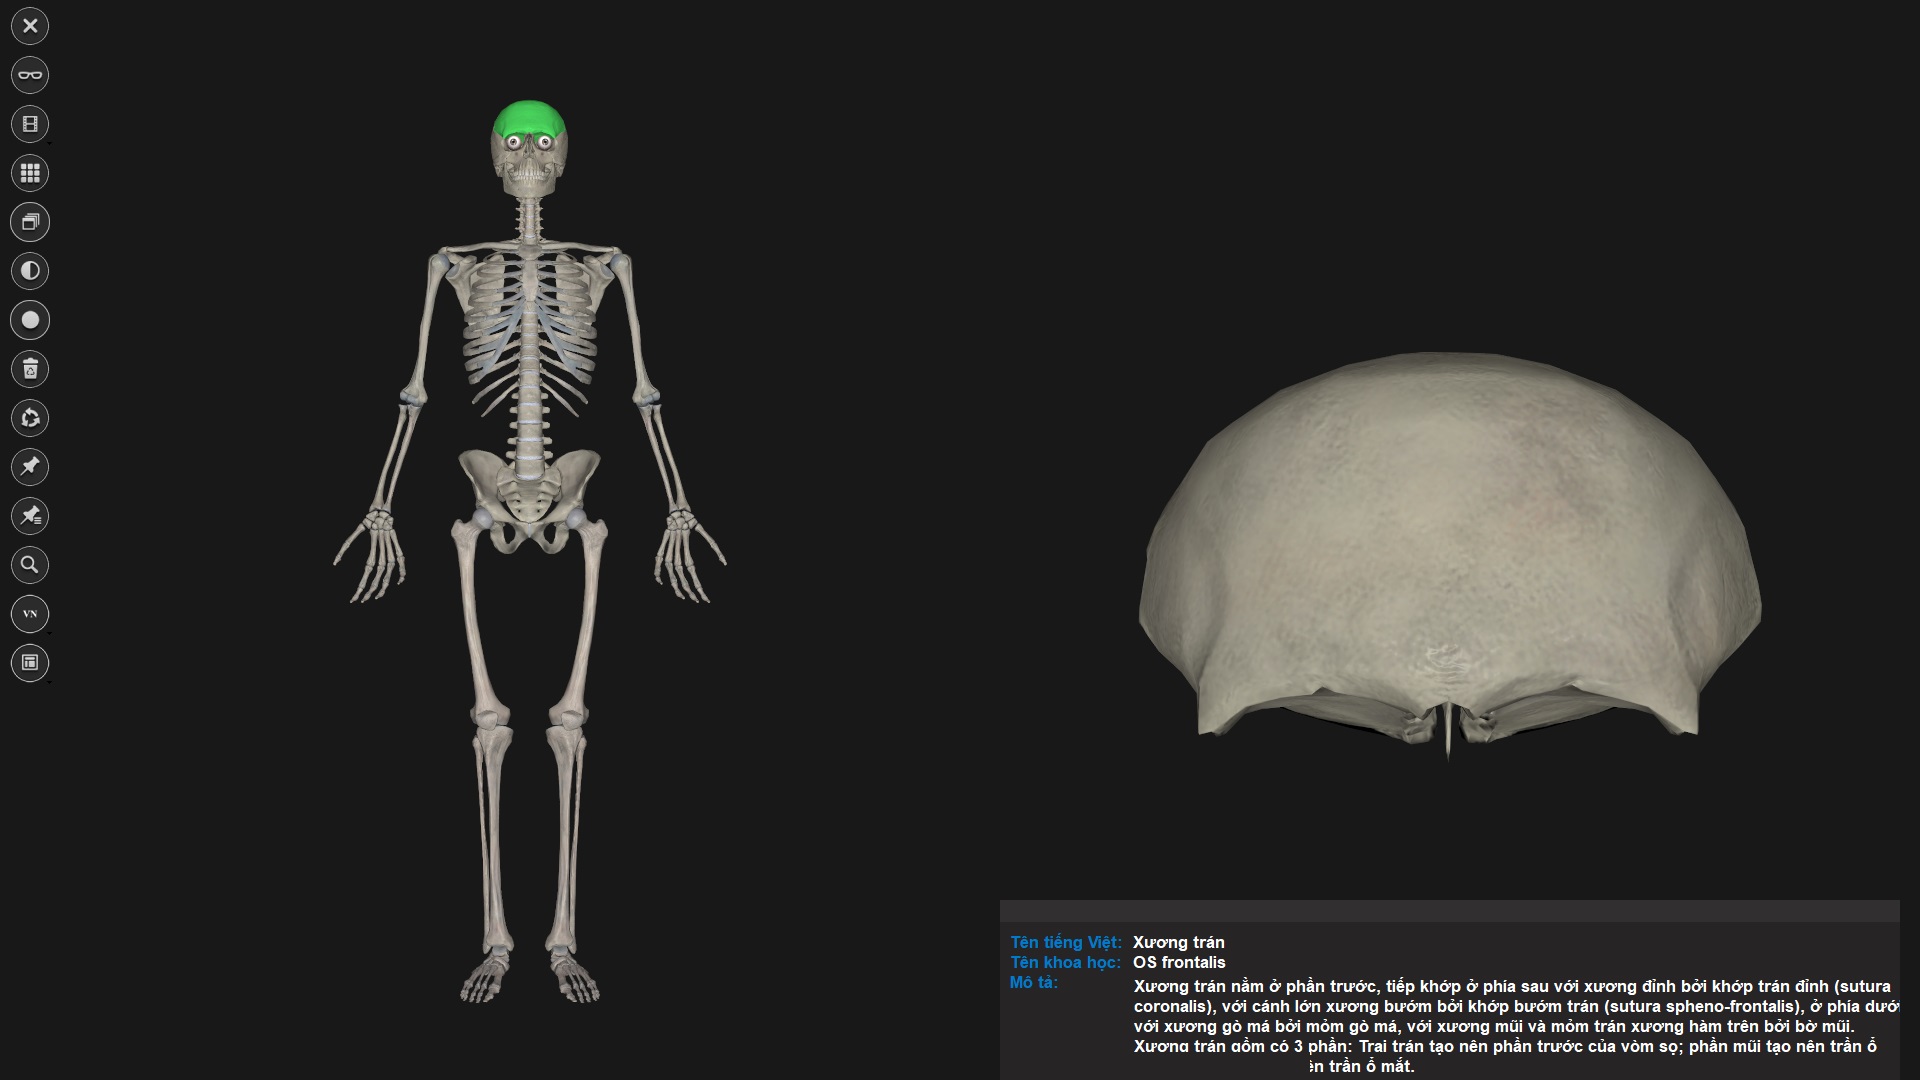 VN
Tên tiếng Việt: Xương trán
Tên khoa học: OS frontalis
Mô tả: Xương trán nằm ở phần trước, tiếp khớp ở phía sau với xương đỉnh bởi khớp trán đỉnh (sutura
coronalis), với cánh lớn xương bướm bởi khớp bướm trán (sutura spheno-frontalis), ở phía dưới
với xương gò má bởi mỏm gò má, với xương mũi và mỏm trán xương hàm trên bởi bờ mũi.
Xương trán gồm có 3 phần: Trai trán tạo nên phần trước của vòm sọ; phần mũi tạo nên trần ổ
trần ổ mắt.